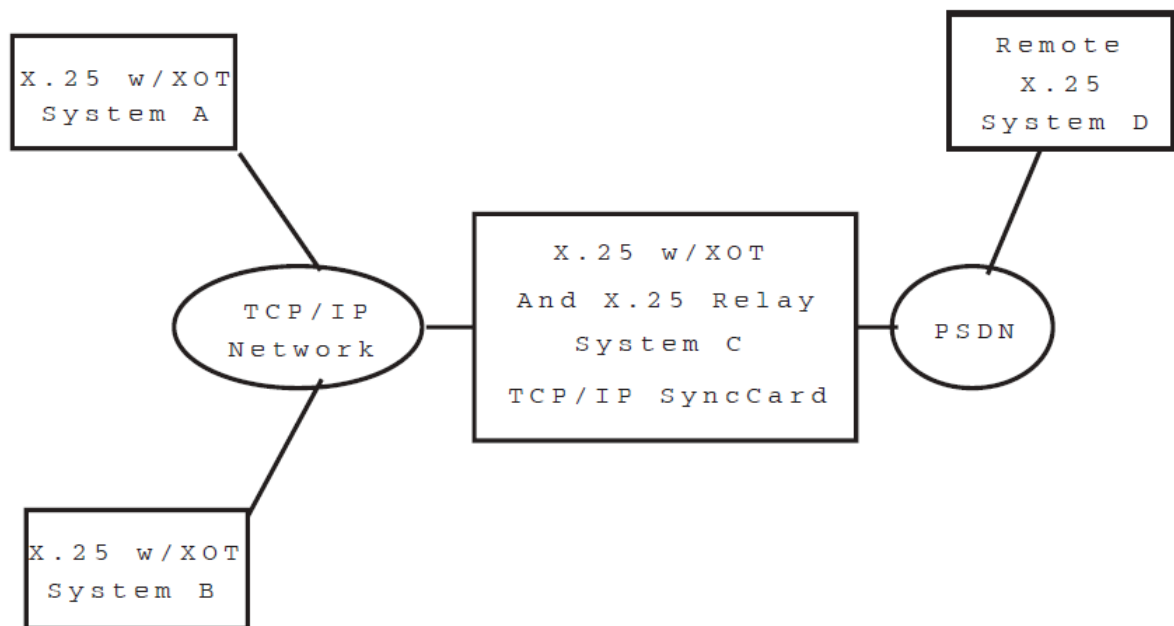 X.25 w/XOT
System A
Remote
X.25
System D
X.25 w/XOT
And X.25 Relay
System C
TCP/IP SyncCard
TCP/IP
Network
PSDN
X.25 w/XOT
System B